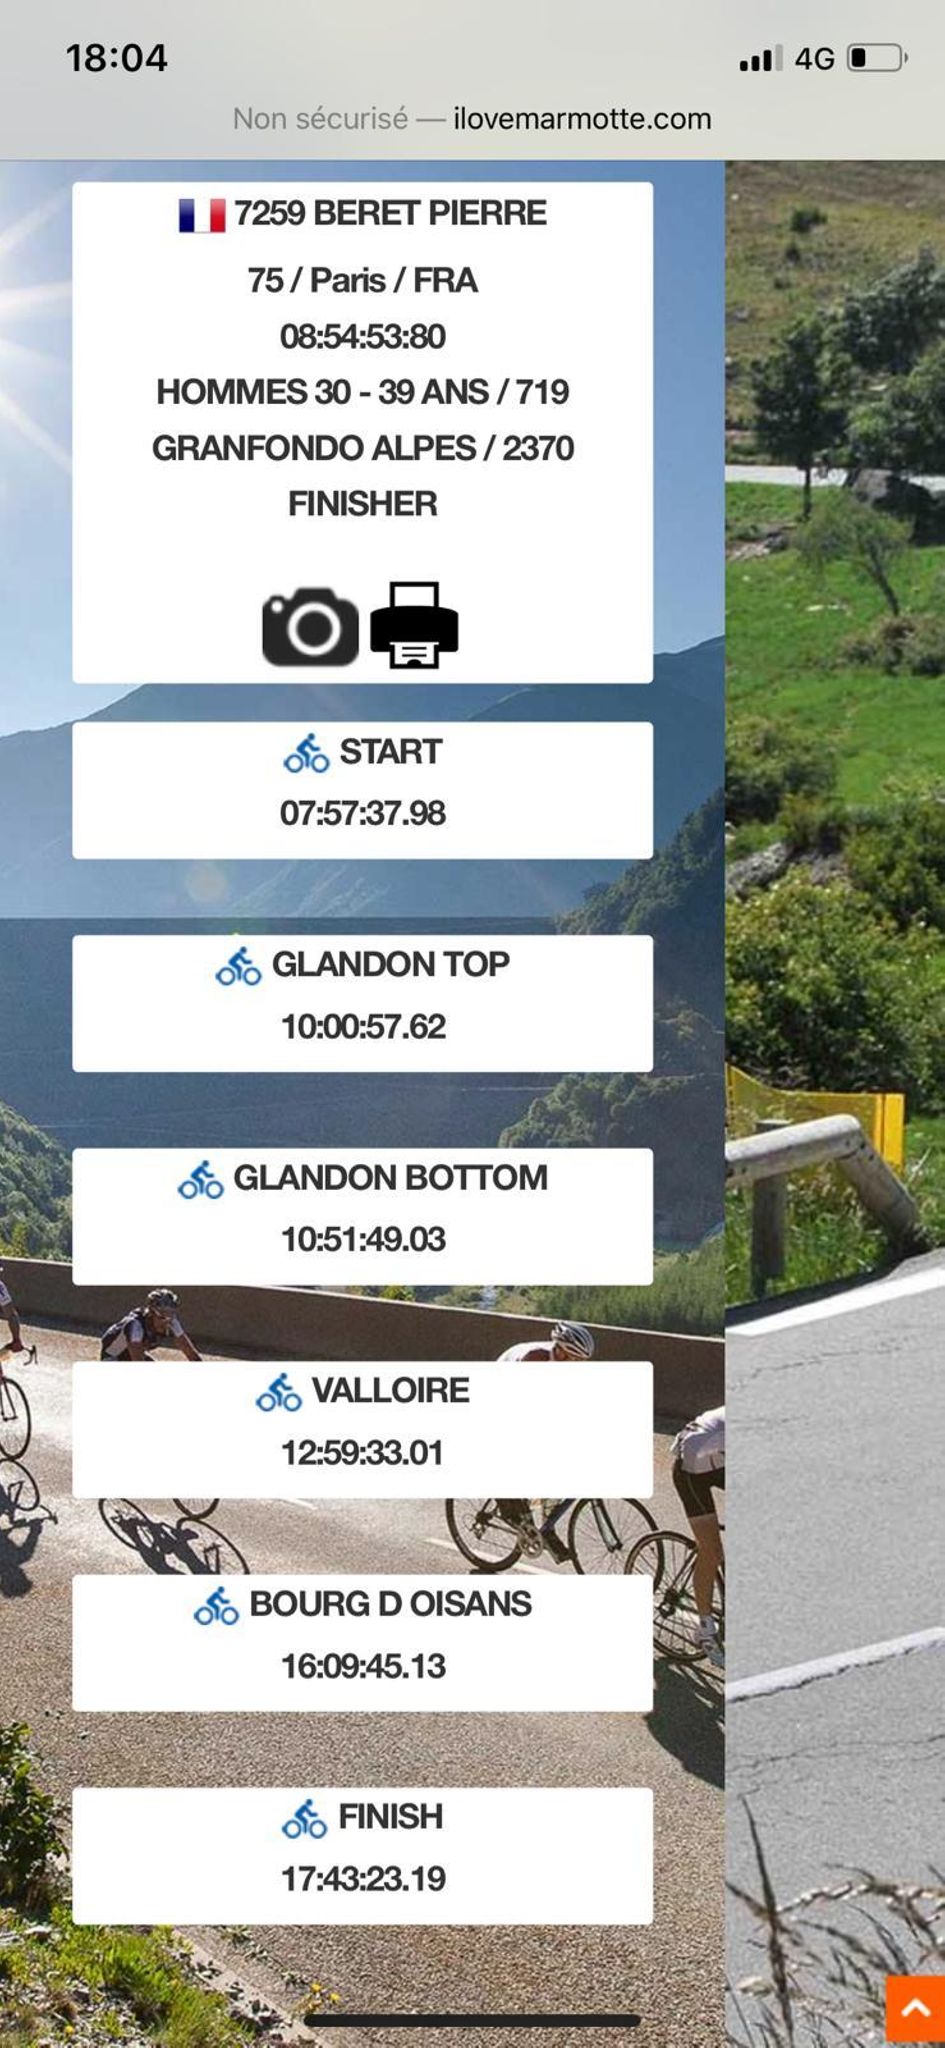 18:04
4G
Non sécurisé — ilovemarmotte.com
7259 BERET PIERRE
75 / Paris / FRA
08:54:53:80
HOMMES 30 - 39 ANS / 719
GRANFONDO ALPES / 2370
FINISHER
START
07:57:37.98
GLANDON TOP
10:00:57.62
GLANDON BOTTOM
10:51:49.03
VALLOIRE
12:59:33.01
BOURG D OISANS
16:09:45.13
FINISH
17:43:23.19